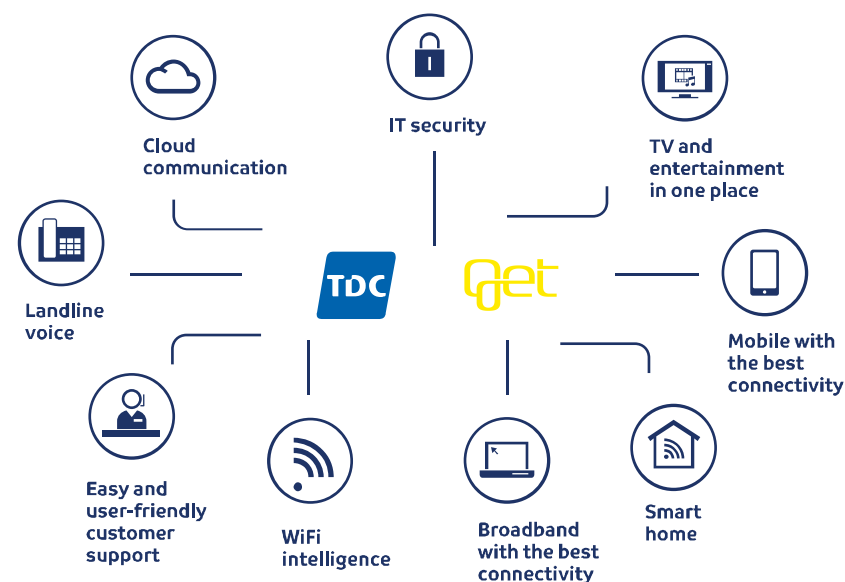 IT security
Cloud
communication
TV and
entertainment
in one place
Landline
voice
TDC
get
Mobile with
the best
connectivity
Easy and
user-friendly
customer
support
WiFi
intelligence
Broadband
with the best
connectivity
Smart
home